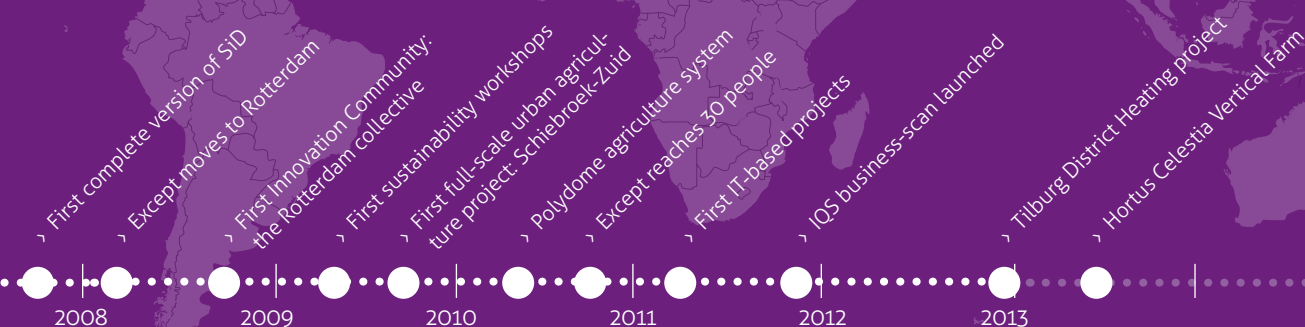 › First complete version of SiD
› Except moves to Rotterdam
› First Innovation Community:
the Rotterdam collective
› First sustainability workshops
› First full-scale urban agricul-
ture project: Schiebroek-Zuid
› Polydome agriculture system
› Except reaches 30 people
› First IT-based projects
› IQS business-scan launched
› Tilburg District Heating project
› Hortus Celestia Vertical Farm
2008 2009 2010 2011 2012 2013